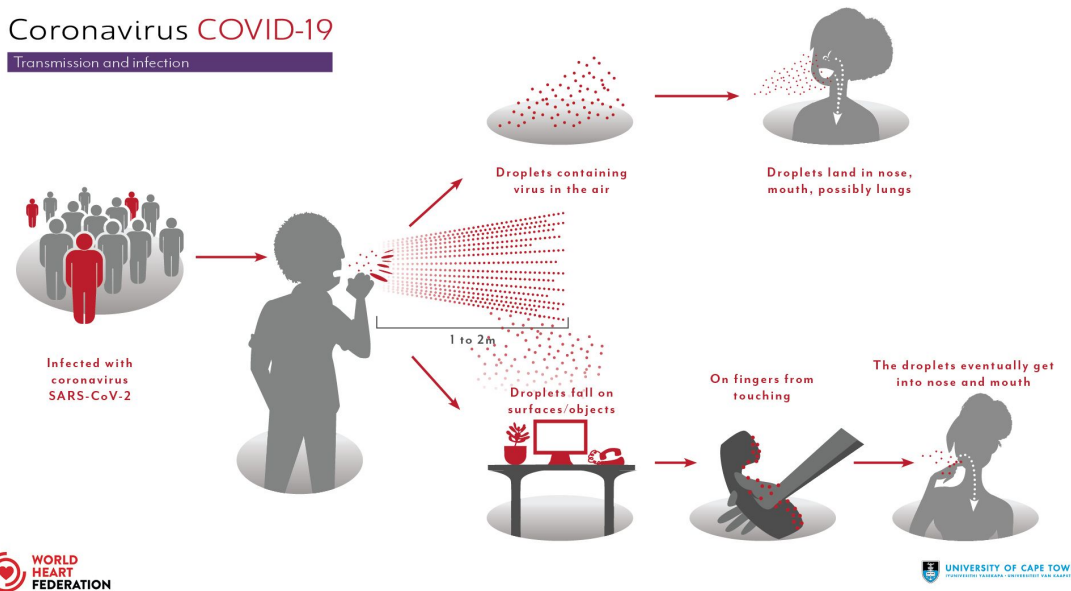 Coronavirus COVID-19
Transmission and infection
Droplets containing
virus in the air
Droplets land in nose,
mouth, possibly lungs
Infected with
coronavirus
SARS-CoV-2
1 to 2m
Droplets fall on
surfaces/objects
On fingers from
touching
The droplets eventually get
into nose and mouth
WORLD
HEART
FEDERATION
UNIVERSITY OF CAPE TOW